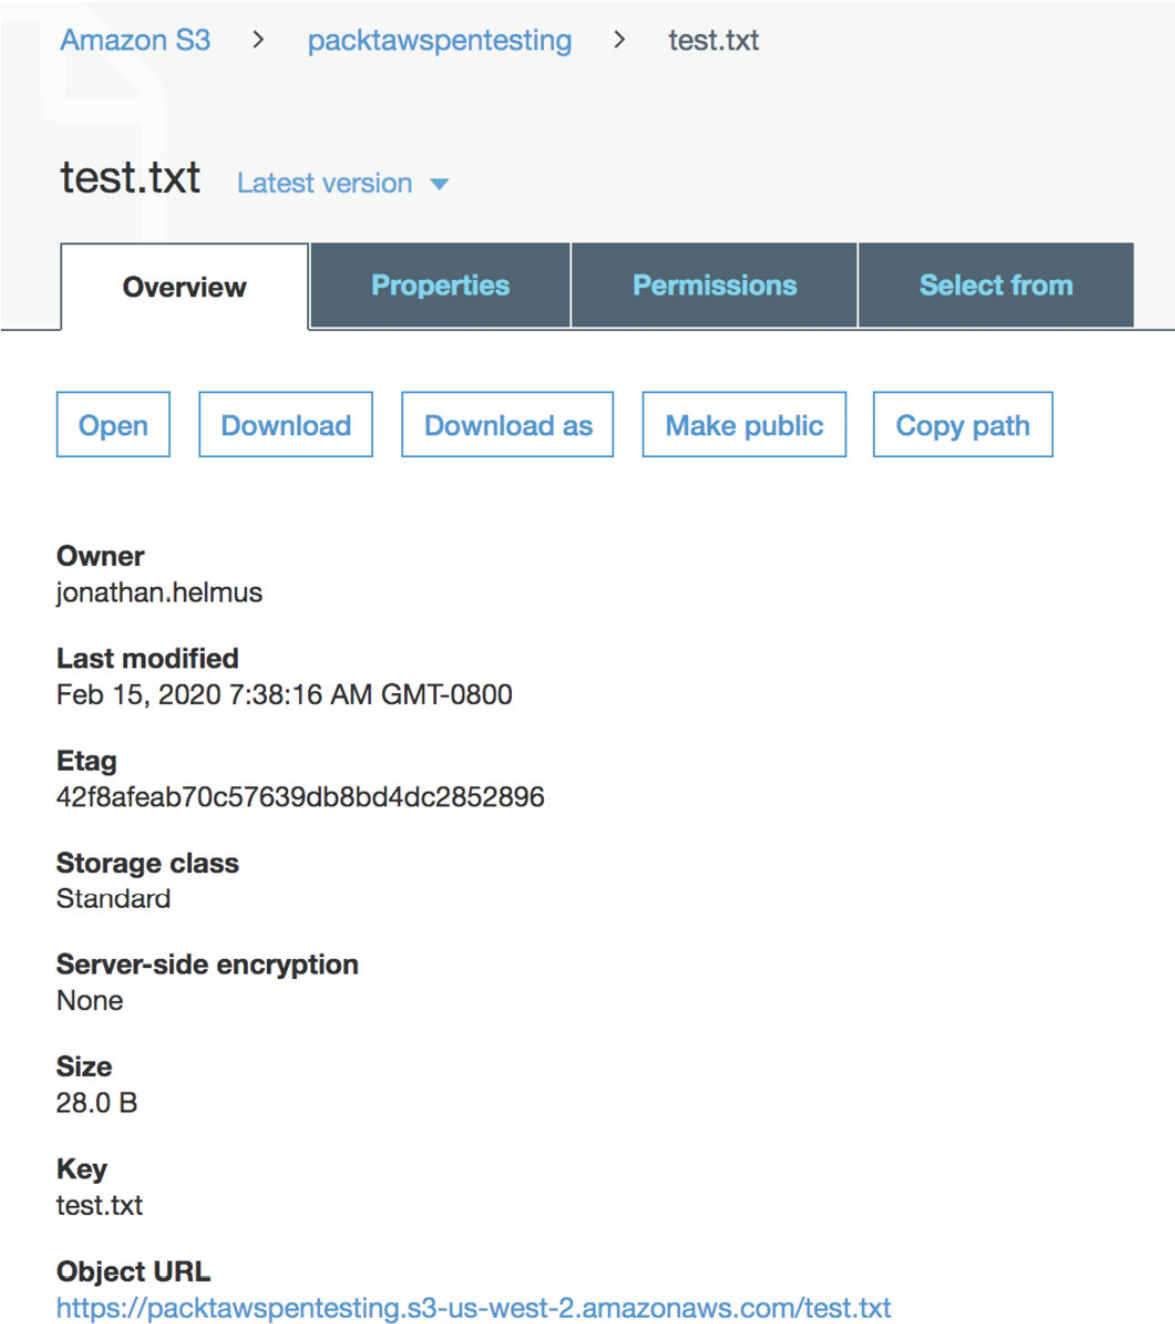 Amazon S3 > packtawspentesting > test.txt
test.txt Latest version
Overview Properties Permissions Select from
Open Download Download as Make public Copy path
Owner
jonathan.helmus
Last modified
Feb 15, 2020 7:38:16 AM GMT-0800
Etag
42f8afeab70c57639db8bd4dc2852896
Storage class
Standard
Server-side encryption
None
Size
28.0 B
Key
test.txt
Object URL
https://packtawspentesting.s3-us-west-2.amazonaws.com/test.txt